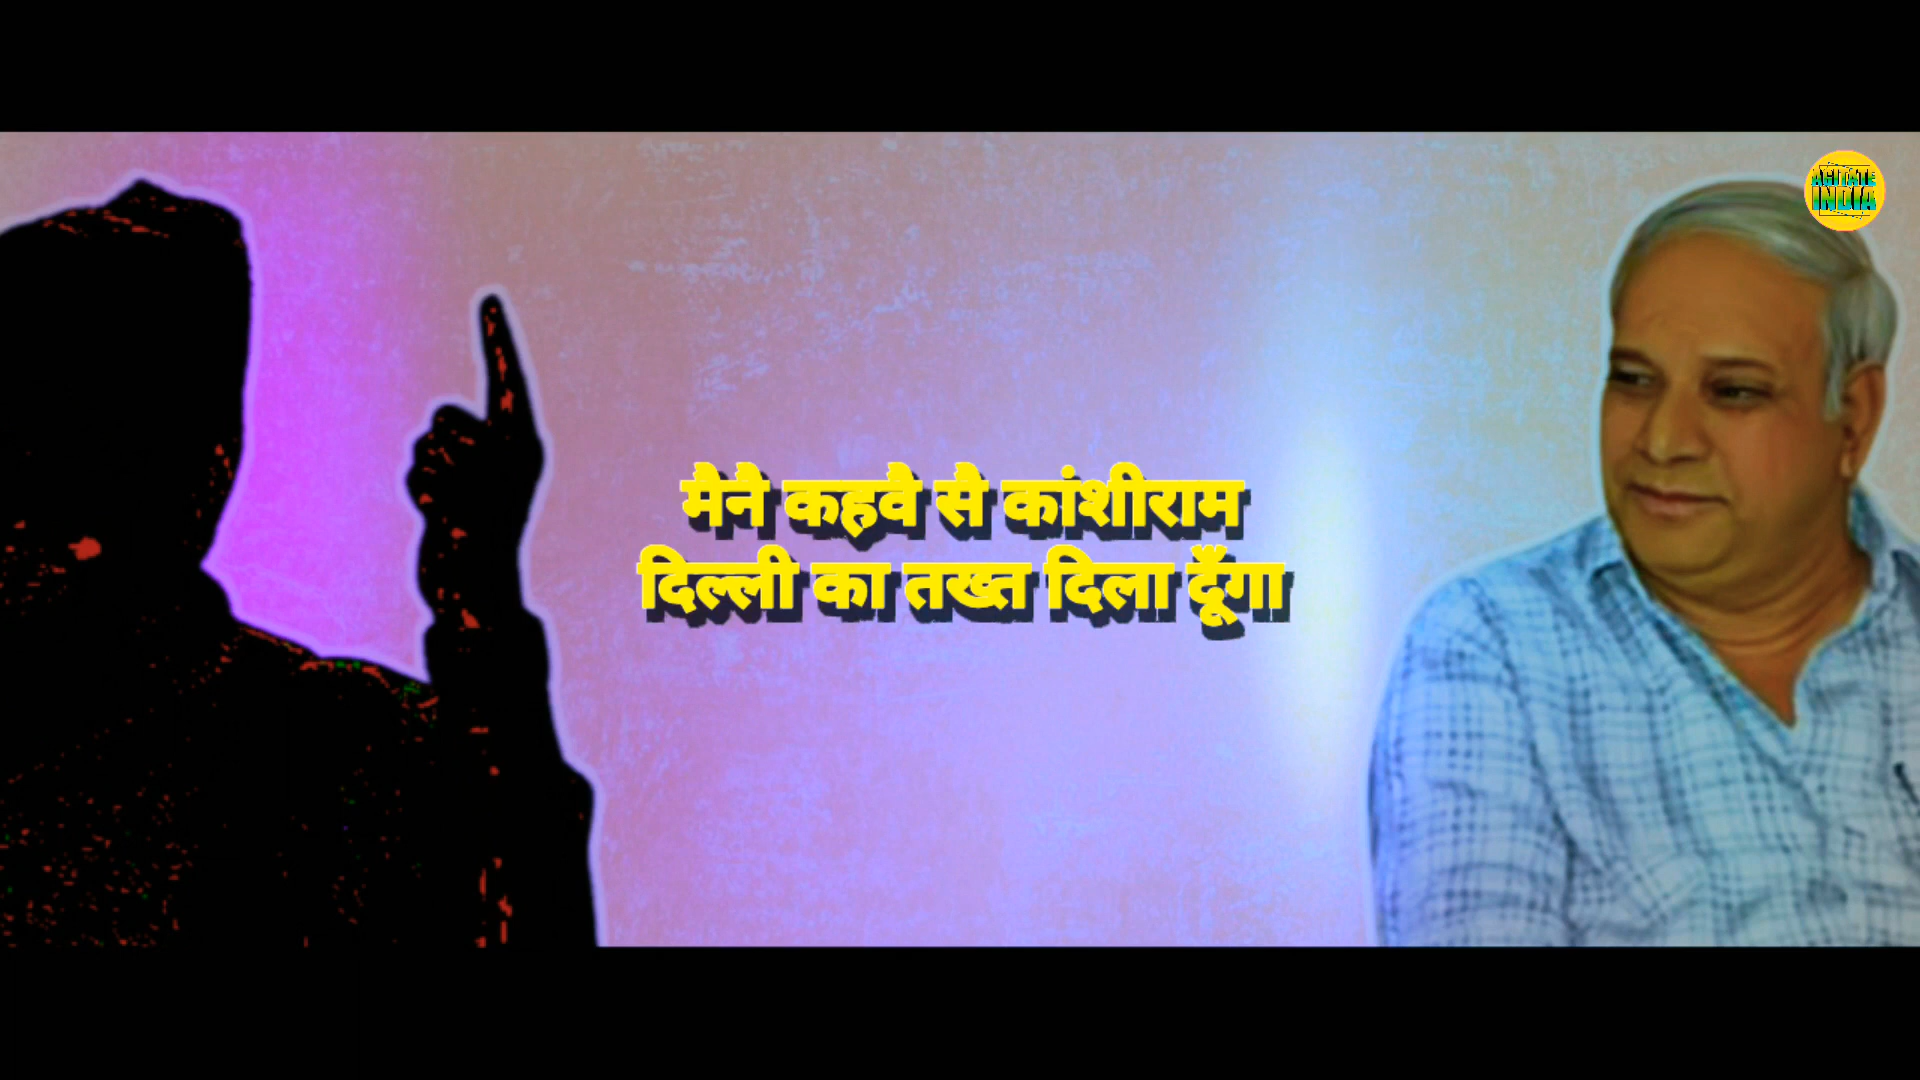 AGITATE
INDIA
मैनै कहवै सै कांशीराम
दिल्ली का तख्त दिला दूँगा